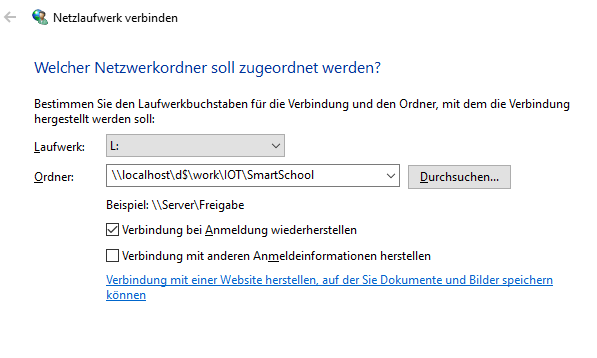 Netzlaufwerk verbinden
Welcher Netzwerkordner soll zugeordnet werden?
Bestimmen Sie den Laufwerkbuchstaben für die Verbindung und den Ordner, mit dem die Verbindung
hergestellt werden soll:
Laufwerk: L:
Ordner: \\localhost\d$\work\IOT\SmartSchool Durchsuchen...
Beispiel: \\Server\Freigabe
Verbindung bei Anmeldung wiederherstellen
Verbindung mit anderen Anmeldeinformationen herstellen
Verbindung mit einer Website herstellen, auf der Sie Dokumente und Bilder speichern
können